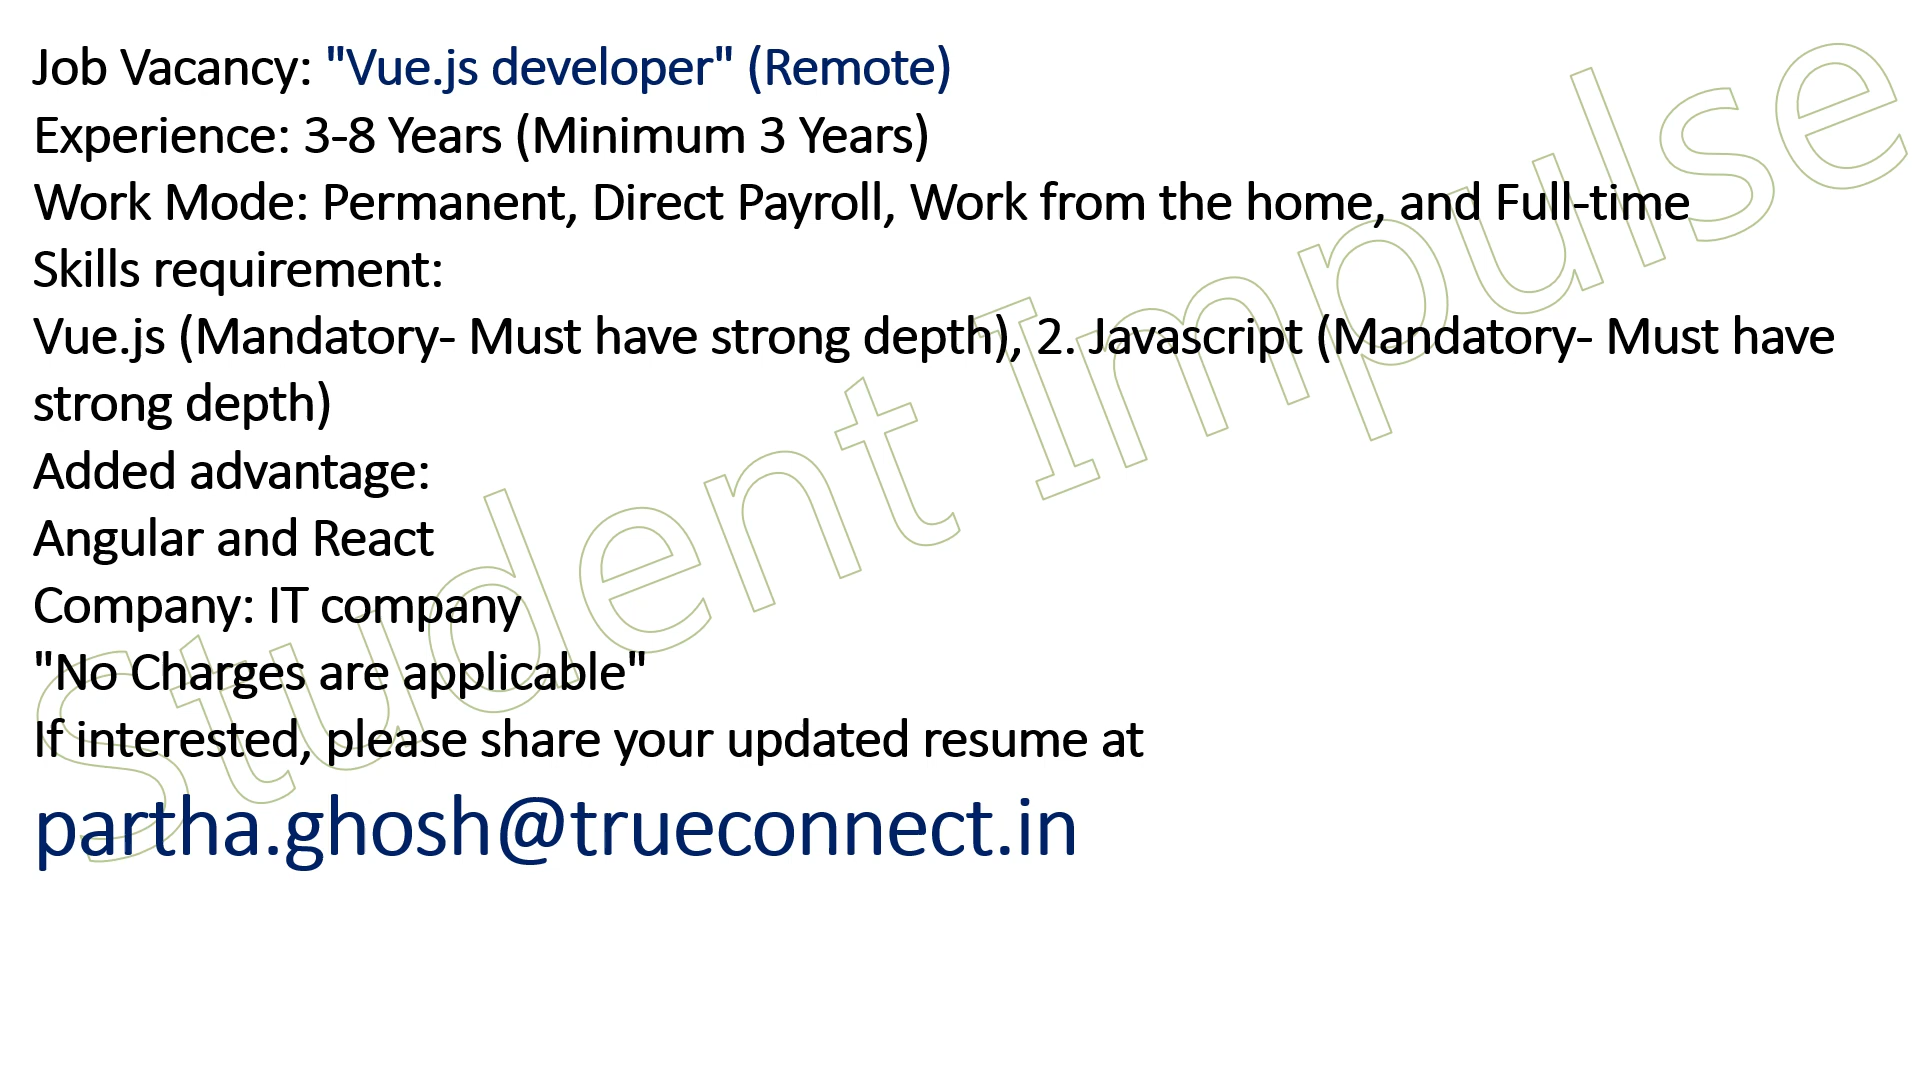 Job Vacancy: "Vue.js developer" (Remote)
Experience: 3-8 Years (Minimum 3 Years)
Work Mode: Permanent, Direct Payroll, Work from the home, and Full-time
Skills requirement:
Vue.js (Mandatory- Must have strong depth), 2. Javascript (Mandatory- Must have
strong depth)
Added advantage:
Angular and React
Company: IT company
"No Charges are applicable"
If interested, please share your updated resume at
partha.ghosh@trueconnect.in
Student Impulse